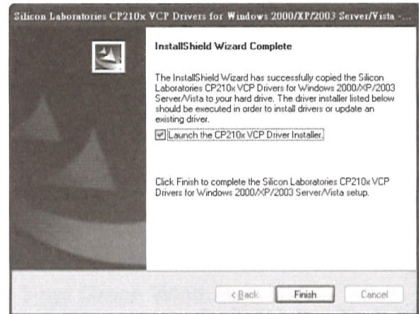 Silicon Laboratories CP210x VCP Drivers for Windows 2000/XP/2003 Server/Vista -...
InstallShield Wizard Complete
The InstallShield Wizard has successfully copied the Silicon
Laboratories CP210x VCP Drivers for Windows 2000/XP/2003
Server/Vista to your hard drive. The driver installer listed below
should be executed in order to install drivers or update an
existing driver.
Launch the CP210x VCP Driver Installer.
Click Finish to complete the Silicon Laboratories CP210x VCP
Drivers for Windows 2000/XP/2003 Server/Vista setup.
< Back
Finish
Cancel